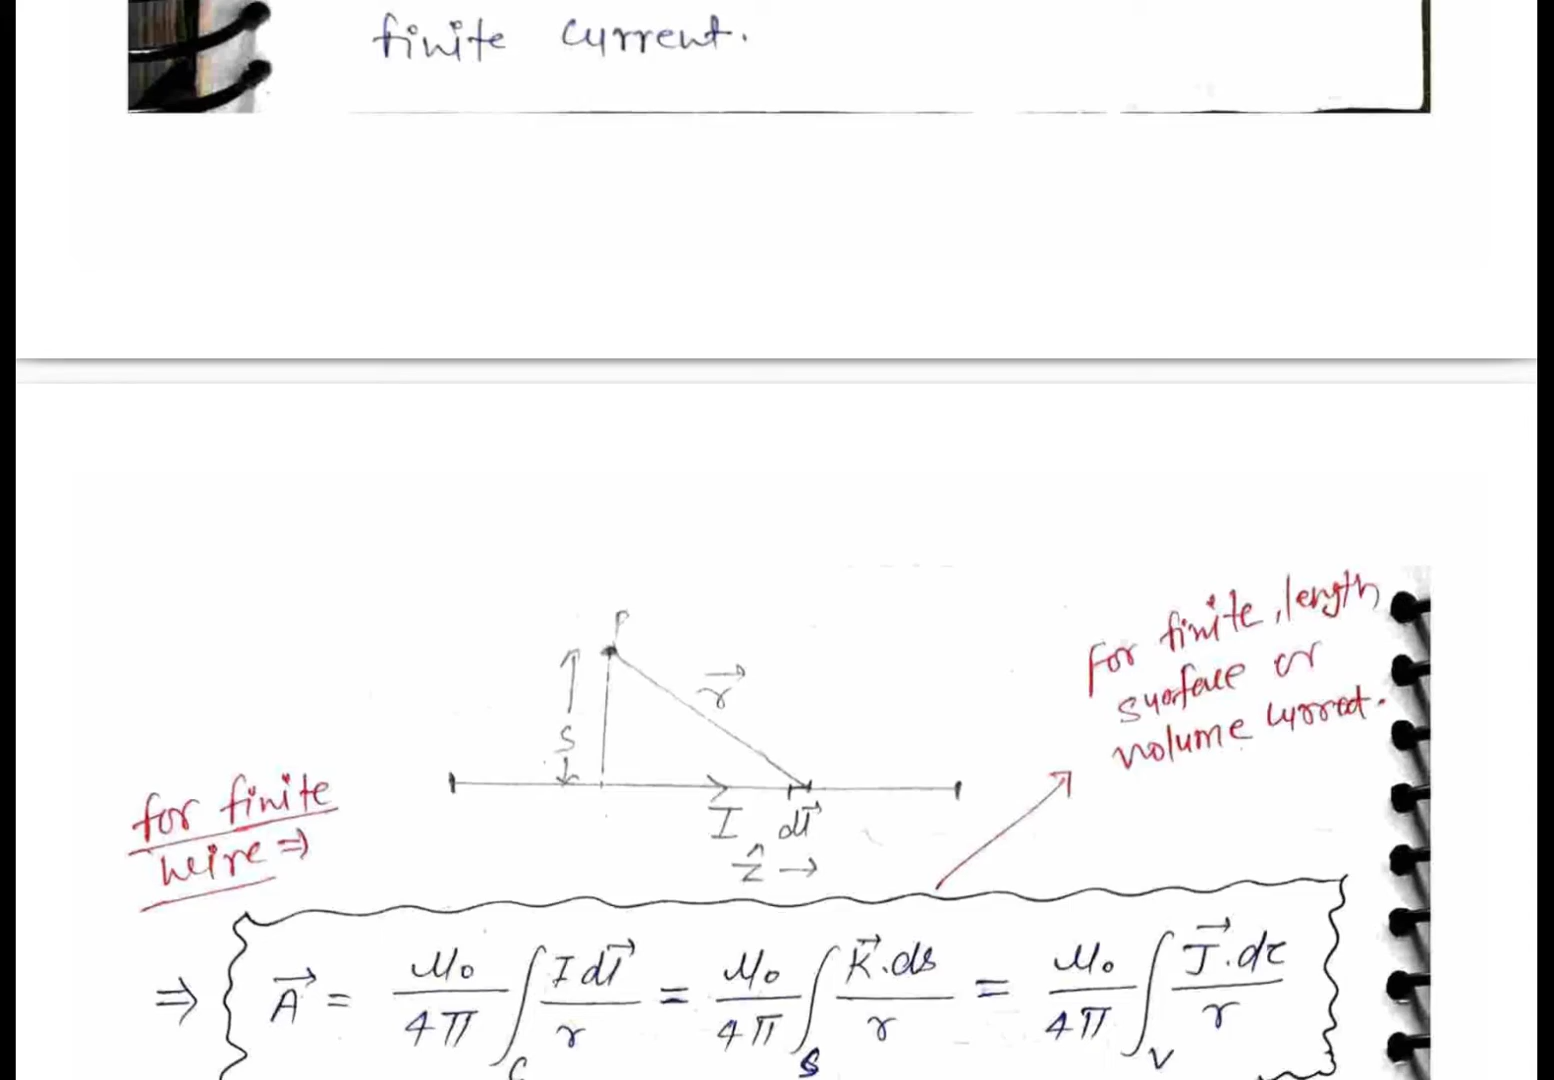 finite current.
P
r⃗
s
I dl⃗
ẑ →
for finite, length
surface or
volume current.
for finite
wire ⇒
⇒ A⃗ = μ₀/4π ∫_C I dl⃗/r = μ₀/4π ∫_S K⃗.ds/r = μ₀/4π ∫_V J⃗.dτ/r